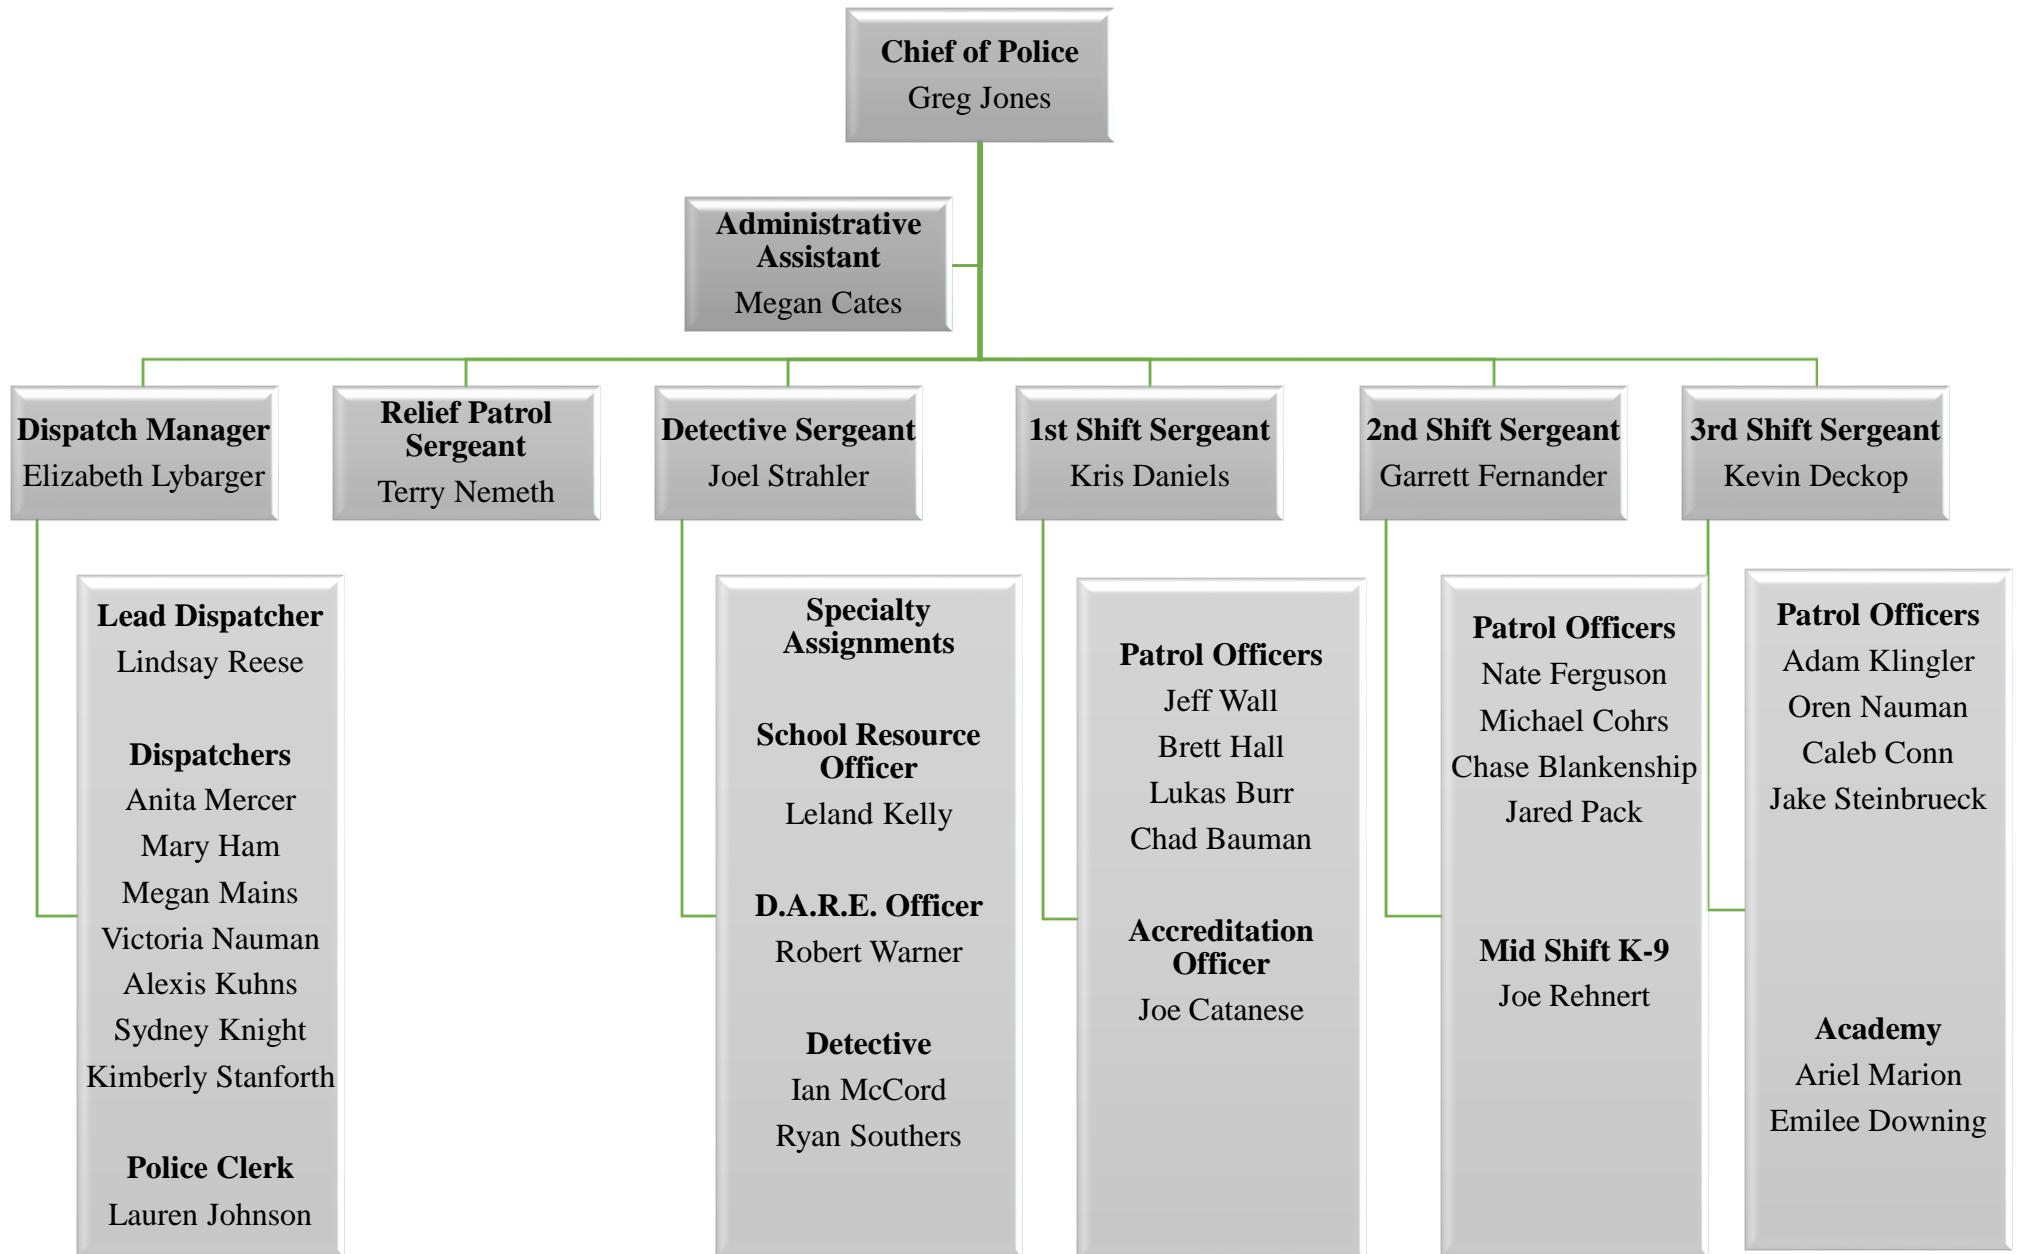 Chief of Police
Greg Jones
Administrative
Assistant
Megan Cates
Dispatch Manager
Elizabeth Lybarger
Relief Patrol
Sergeant
Terry Nemeth
Detective Sergeant
Joel Strahler
1st Shift Sergeant
Kris Daniels
2nd Shift Sergeant
Garrett Fernander
3rd Shift Sergeant
Kevin Deckop
Lead Dispatcher
Lindsay Reese
Dispatchers
Anita Mercer
Mary Ham
Megan Mains
Victoria Nauman
Alexis Kuhns
Sydney Knight
Kimberly Stanforth
Police Clerk
Lauren Johnson
Specialty
Assignments
School Resource
Officer
Leland Kelly
D.A.R.E. Officer
Robert Warner
Detective
Ian McCord
Ryan Southers
Patrol Officers
Jeff Wall
Brett Hall
Lukas Burr
Chad Bauman
Accreditation
Officer
Joe Catanese
Patrol Officers
Nate Ferguson
Michael Cohrs
Chase Blankenship
Jared Pack
Mid Shift K-9
Joe Rehnert
Patrol Officers
Adam Klingler
Oren Nauman
Caleb Conn
Jake Steinbrueck
Academy
Ariel Marion
Emilee Downing